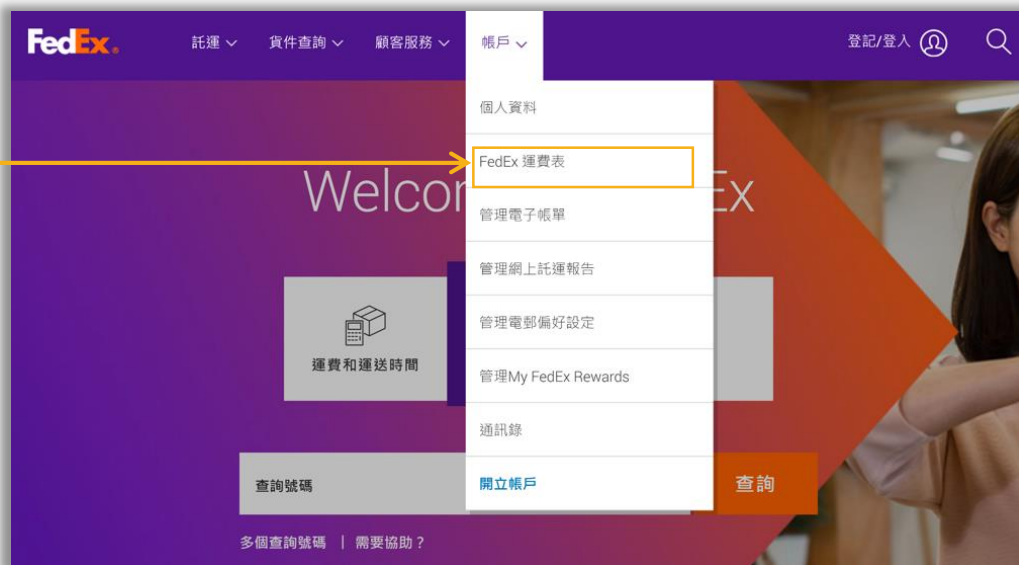 FedEx.
託運
貨件查詢
顧客服務
帳戶
登記/登入
個人資料
FedEx 運費表
管理電子帳單
管理網上託運報告
管理電郵偏好設定
管理My FedEx Rewards
通訊錄
開立帳戶
Welco
Ex
運費和運送時間
查詢號碼
查詢
多個查詢號碼 | 需要協助？